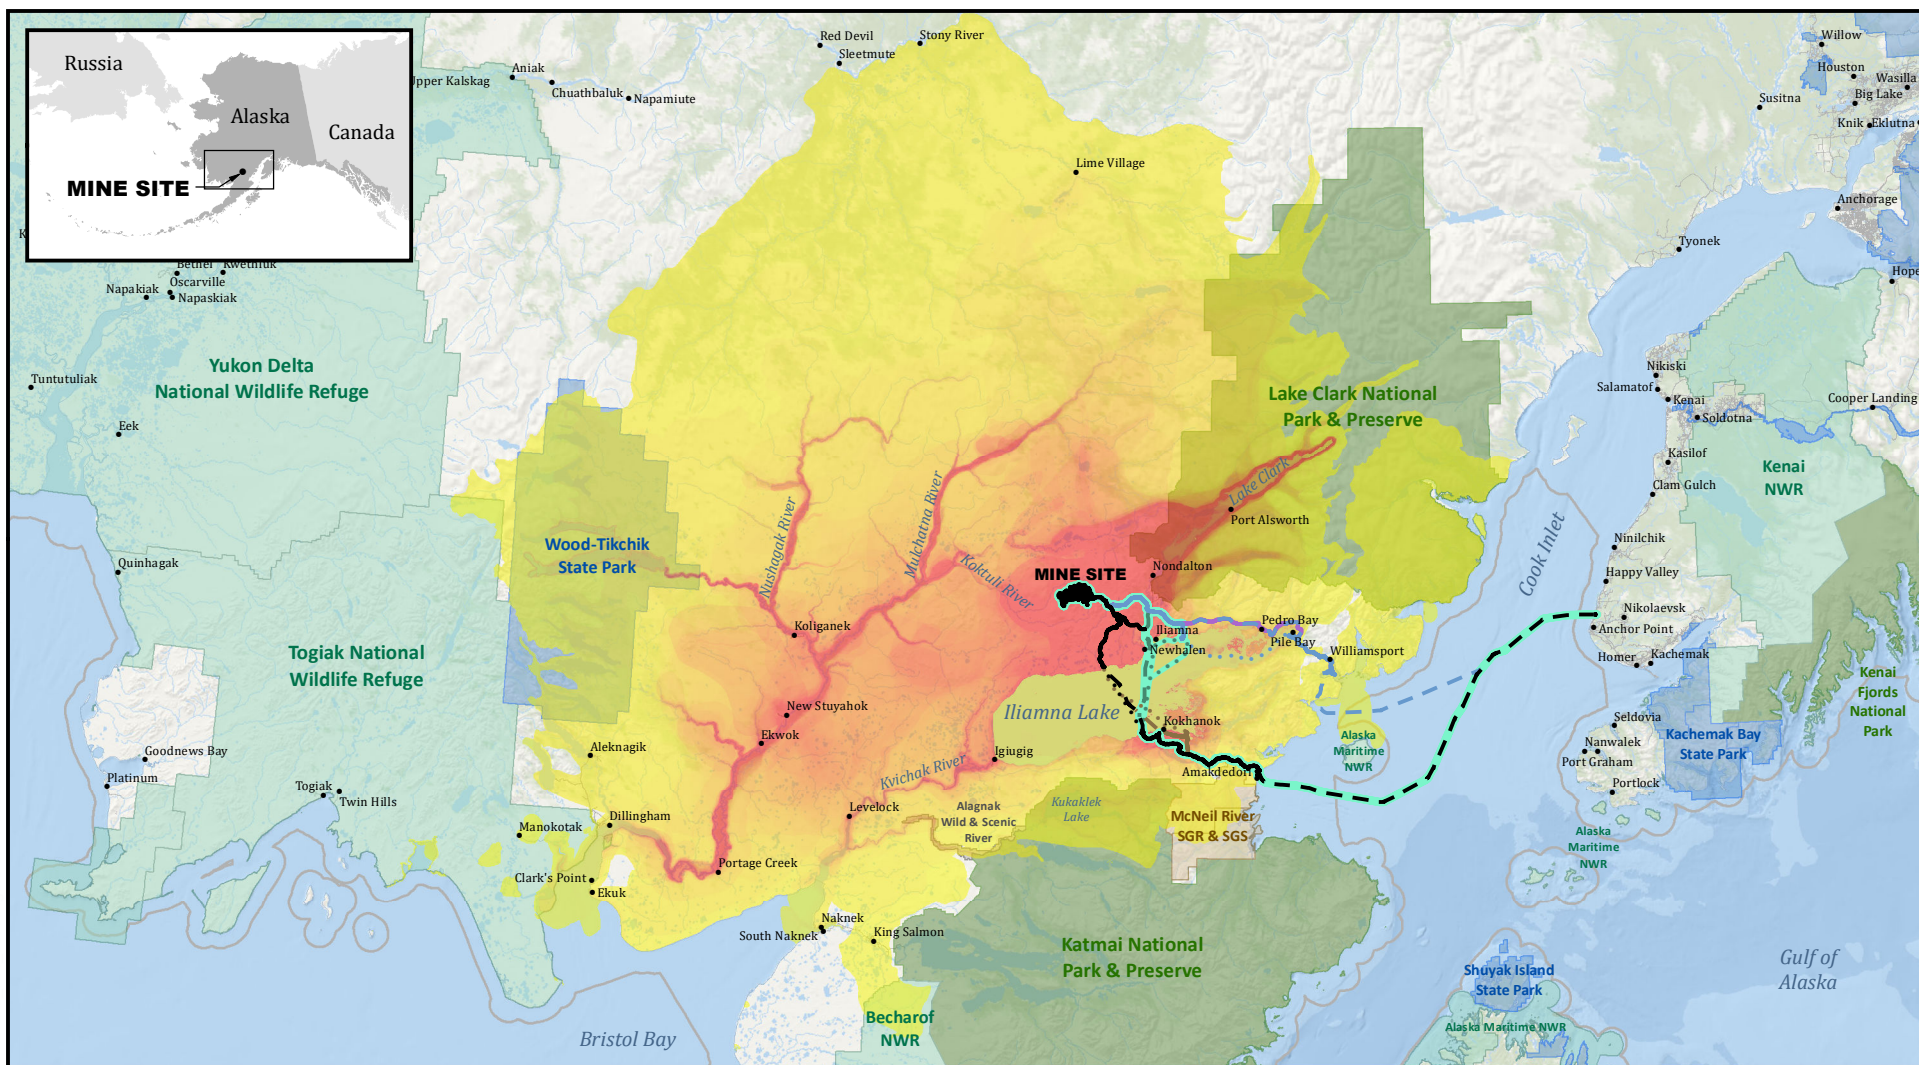 Russia
Alaska
Canada
MINE SITE
Red Devil
Sleetmute
Stony River
Upper Kalskag
Aniak
Chuathbaluk
Napamiute
Lime Village
Willow
Houston
Wasilla
Big Lake
Susitna
Knik
Eklutna
Anchorage
Tyonek
Hope
K
Bethel
Kwethluk
Oscarville
Napakiak
Napaskiak
Tuntutuliak
Eek
Yukon Delta
National Wildlife Refuge
Quinhagak
Togiak National
Wildlife Refuge
Goodnews Bay
Platinum
Togiak
Twin Hills
Manokotak
Wood-Tikchik
State Park
Nushagak River
Mulchatna River
Koktuli River
MINE SITE
Lake Clark National
Park & Preserve
Lake Clark
Port Alsworth
Nondalton
Iliamna
Newhalen
Pedro Bay
Pile Bay
Williamsport
Koliganek
New Stuyahok
Ekwok
Aleknagik
Dillingham
Clark's Point
Ekuk
Portage Creek
Levelock
Kvichak River
Igiugig
Iliamna Lake
Kokhanok
Amakdedori
Alagnak
Wild & Scenic
River
Kukaklek
Lake
McNeil River
SGR & SGS
Naknek
South Naknek
King Salmon
Katmai National
Park & Preserve
Becharof
NWR
Bristol Bay
Nikiski
Salamatof
Kenai
Soldotna
Cooper Landing
Kasilof
Clam Gulch
Kenai
NWR
Cook Inlet
Ninilchik
Happy Valley
Nikolaevsk
Anchor Point
Homer
Kachemak
Seldovia
Nanwalek
Port Graham
Portlock
Kachemak Bay
State Park
Kenai
Fjords
National
Park
Alaska
Maritime
NWR
Alaska
Maritime
NWR
Shuyak Island
State Park
Alaska Maritime NWR
Gulf of
Alaska